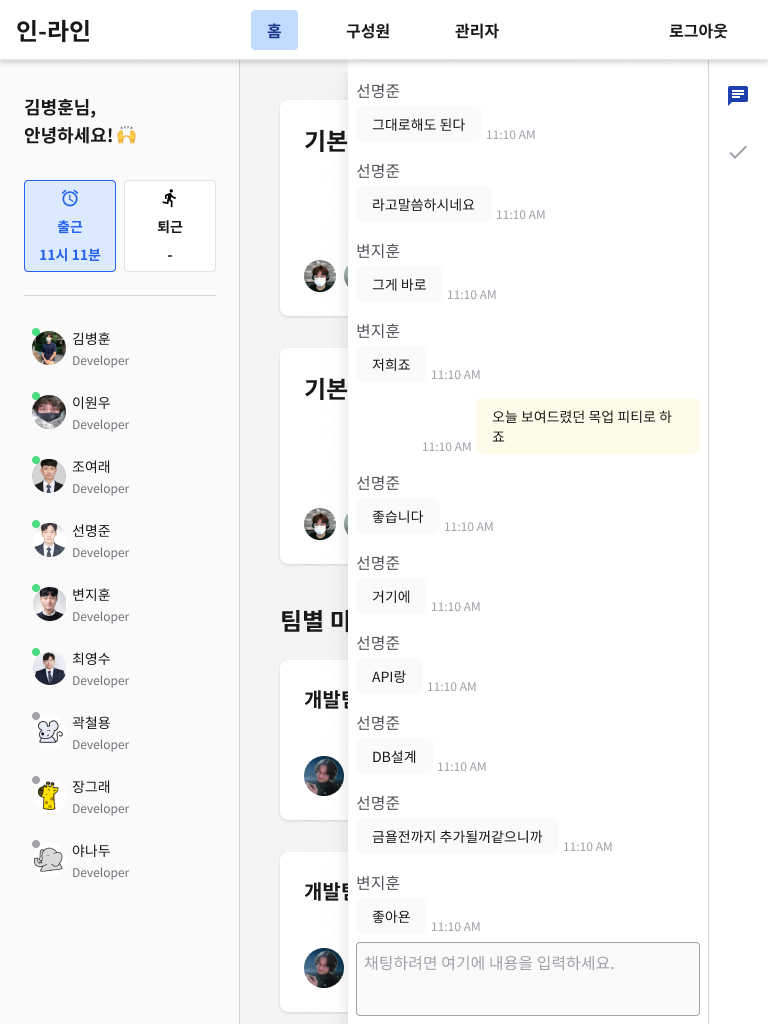 인-라인
홈
구성원
관리자
로그아웃
김병훈님,
안녕하세요! 🙌
출근
11시 11분
퇴근
-
김병훈
Developer
이원우
Developer
조여래
Developer
선명준
Developer
변지훈
Developer
최영수
Developer
곽철용
Developer
장그래
Developer
야나두
Developer
기본
기본
팀별 미
개발팀
개발팀
선명준
그대로해도 된다 11:10 AM
선명준
라고말씀하시네요 11:10 AM
변지훈
그게 바로 11:10 AM
변지훈
저희죠 11:10 AM
오늘 보여드렸던 목업 피티로 하
죠
11:10 AM
선명준
좋습니다 11:10 AM
선명준
거기에 11:10 AM
선명준
API랑 11:10 AM
선명준
DB설계 11:10 AM
선명준
금욜전까지 추가될꺼같으니까 11:10 AM
변지훈
좋아욘 11:10 AM
채팅하려면 여기에 내용을 입력하세요.